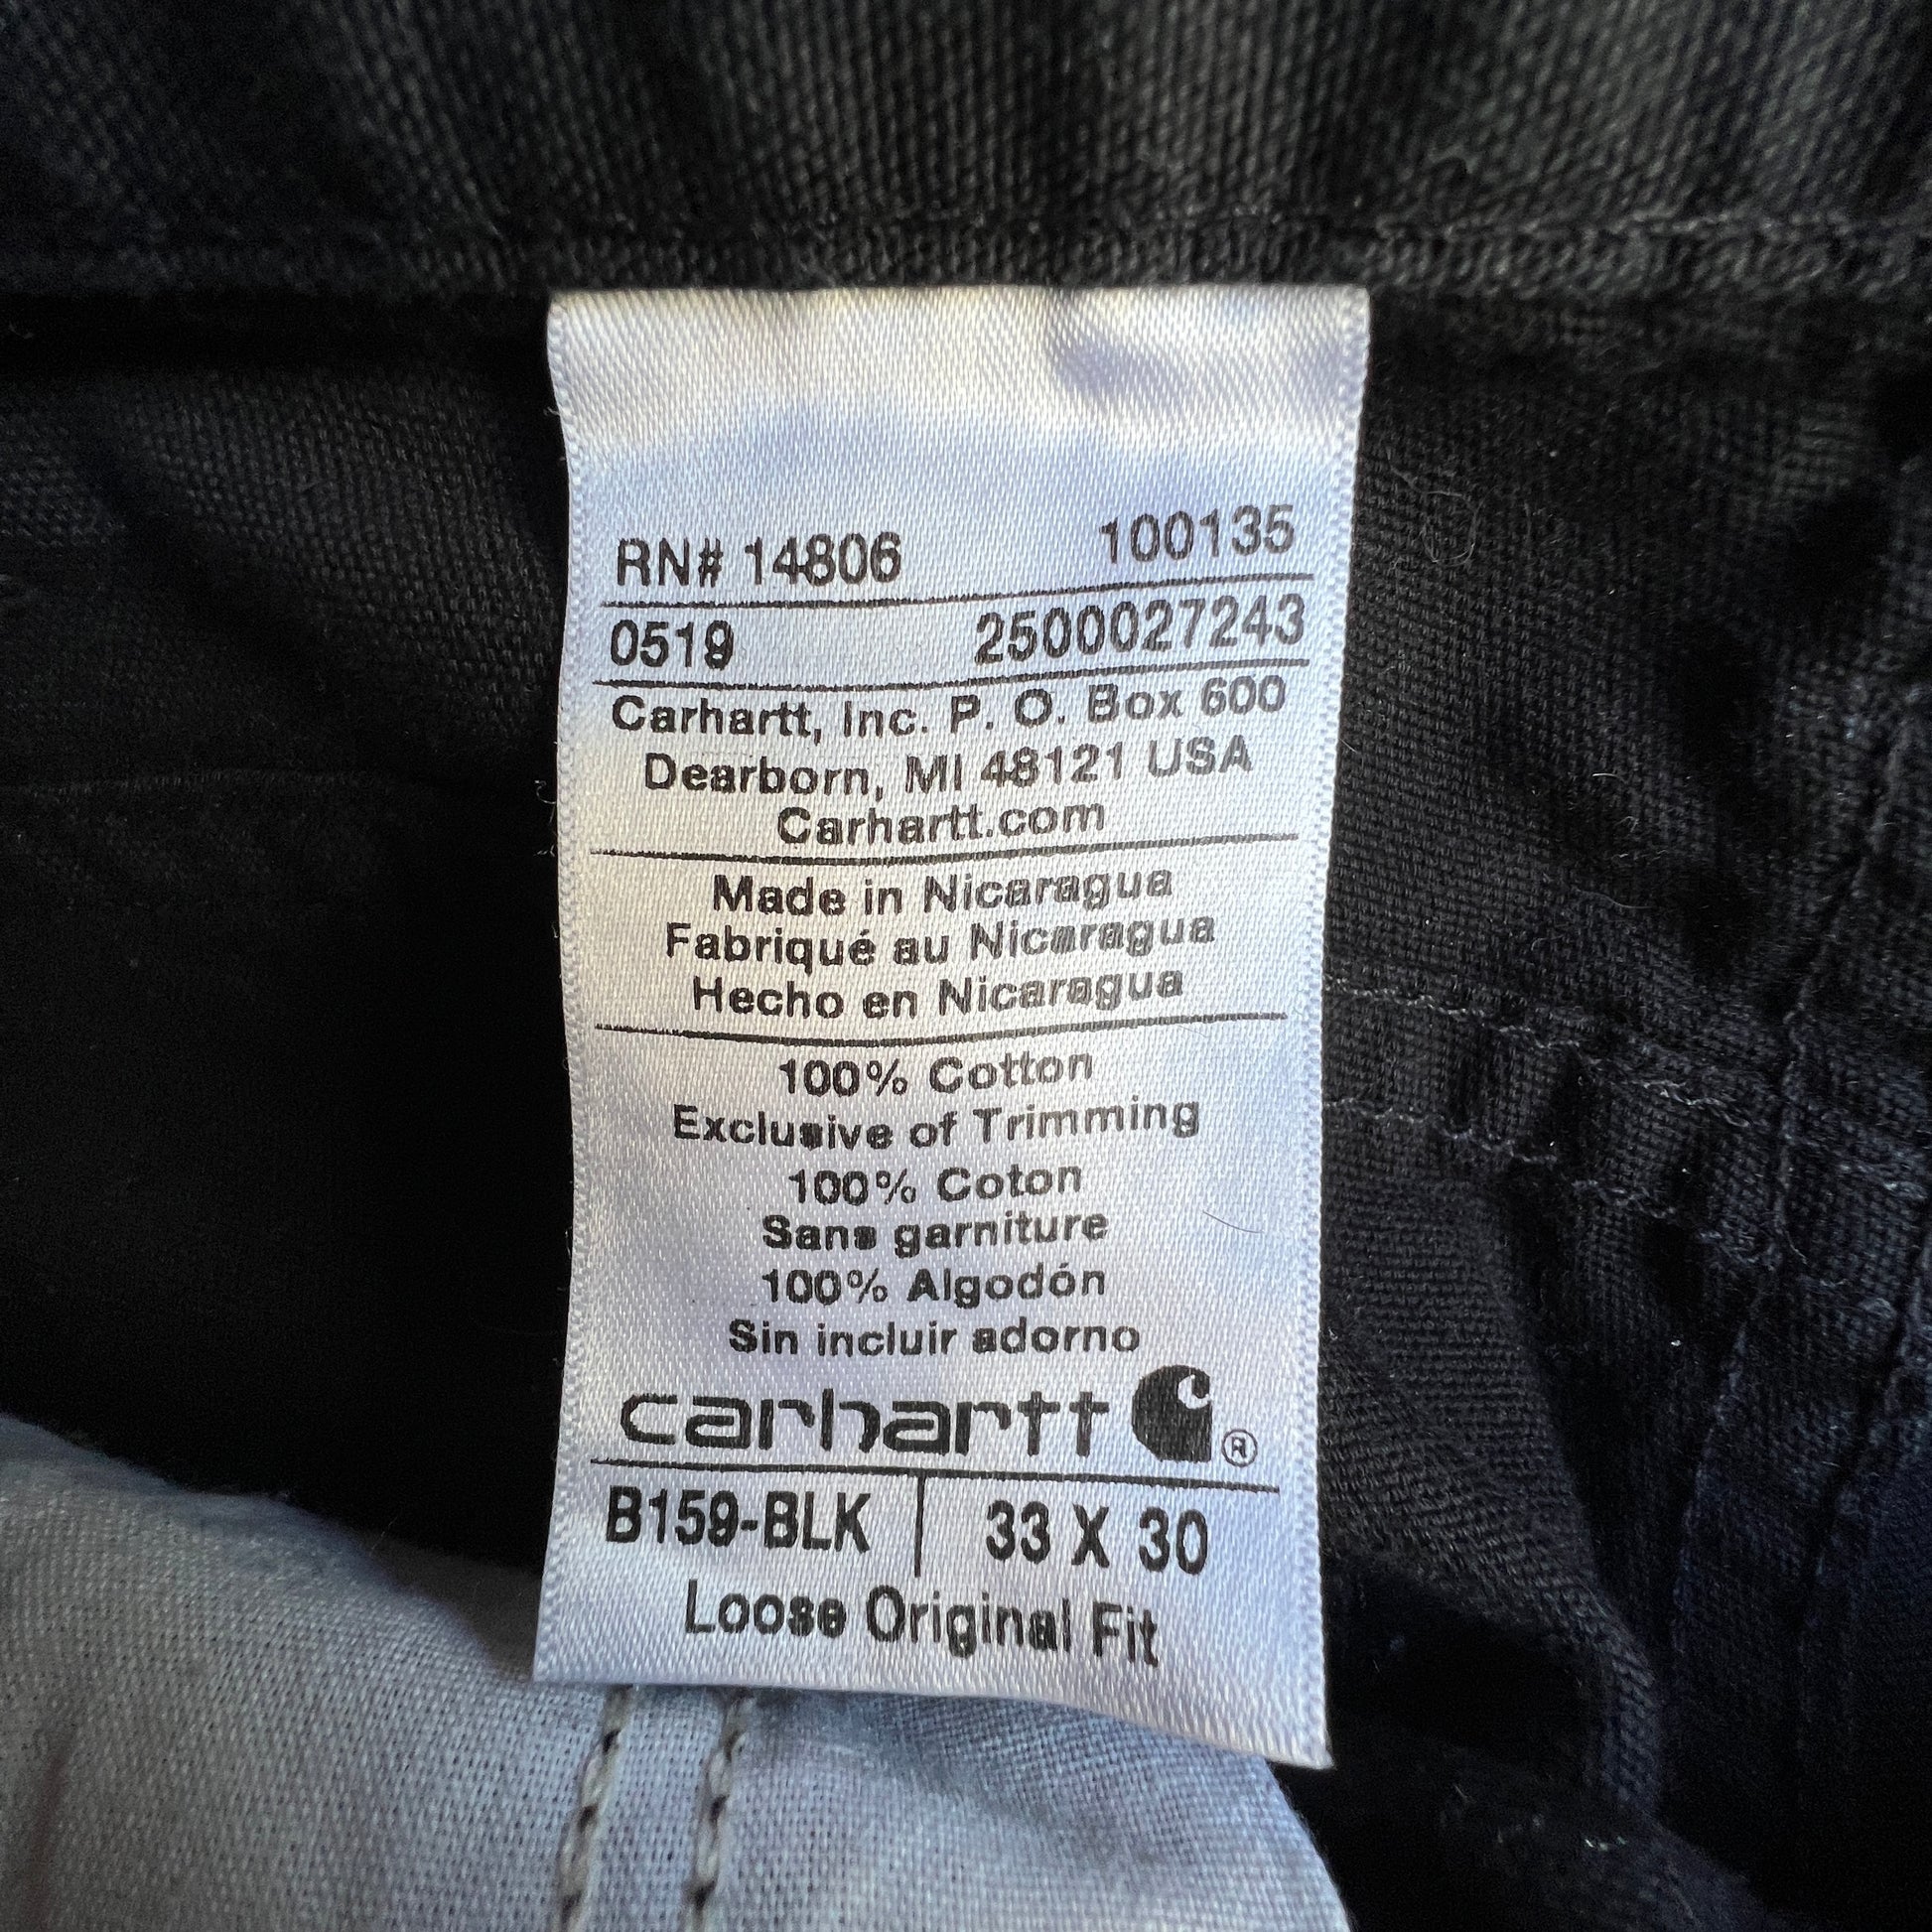 RN# 14806 100135
0519 2500027243
Carhartt, Inc. P. O. Box 600
Dearborn, MI 48121 USA
Carhartt.com
Made in Nicaragua
Fabriqué au Nicaragua
Hecho en Nicaragua
100% Cotton
Exclusive of Trimming
100% Coton
Sans garniture
100% Algodón
Sin incluir adorno
carhartt C®
B159-BLK | 33 X 30
Loose Original Fit